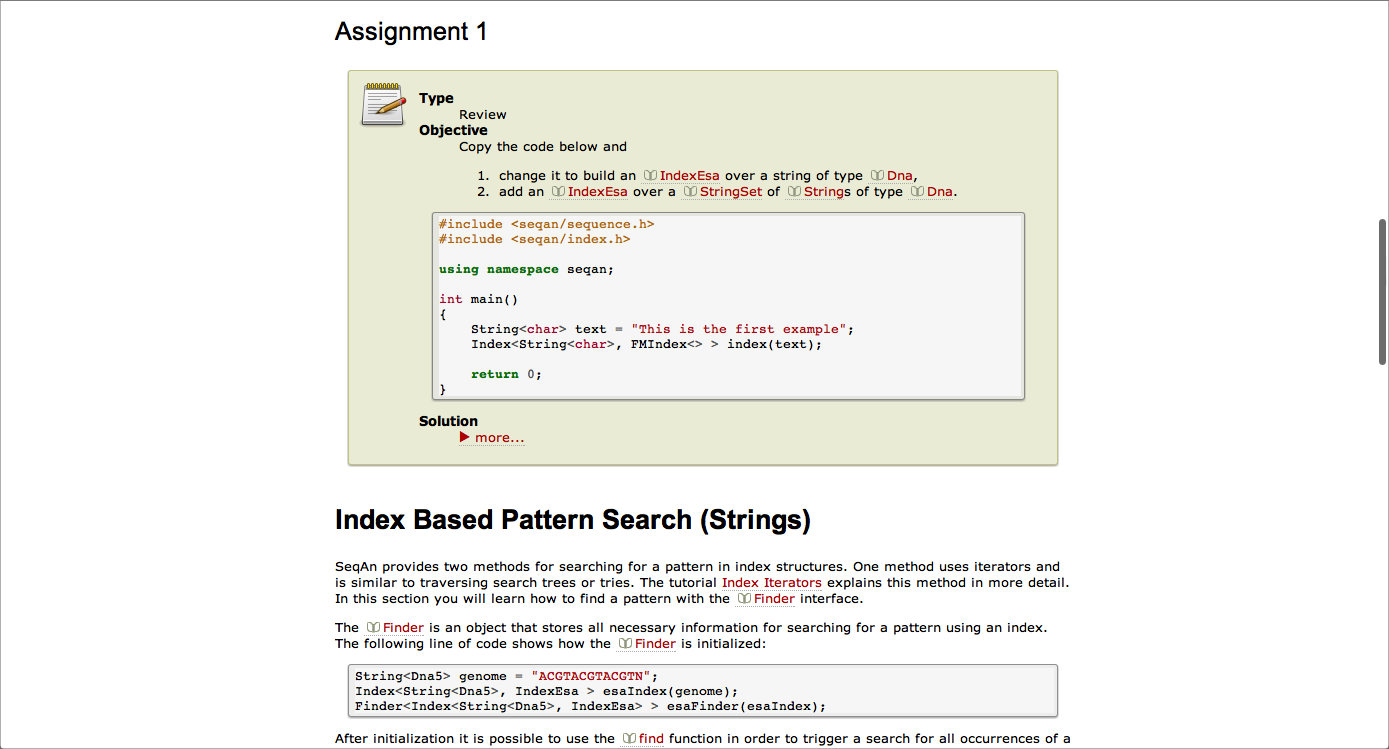 Assignment 1
Type
Review
Objective
Copy the code below and
1. change it to build an IndexEsa over a string of type Dna,
2. add an IndexEsa over a StringSet of Strings of type Dna.
#include <seqan/sequence.h>
#include <seqan/index.h>
using namespace seqan;
int main()
{
String<char> text = "This is the first example";
Index<String<char>, FMIndex<> > index(text);
return 0;
}
Solution
more...
Index Based Pattern Search (Strings)
SeqAn provides two methods for searching for a pattern in index structures. One method uses iterators and
is similar to traversing search trees or tries. The tutorial Index Iterators explains this method in more detail.
In this section you will learn how to find a pattern with the Finder interface.
The Finder is an object that stores all necessary information for searching for a pattern using an index.
The following line of code shows how the Finder is initialized:
String<Dna5> genome = "ACGTACGTACGTN";
Index<String<Dna5>, IndexEsa > esaIndex(genome);
Finder<Index<String<Dna5>, IndexEsa> > esaFinder(esaIndex);
After initialization it is possible to use the find function in order to trigger a search for all occurrences of a